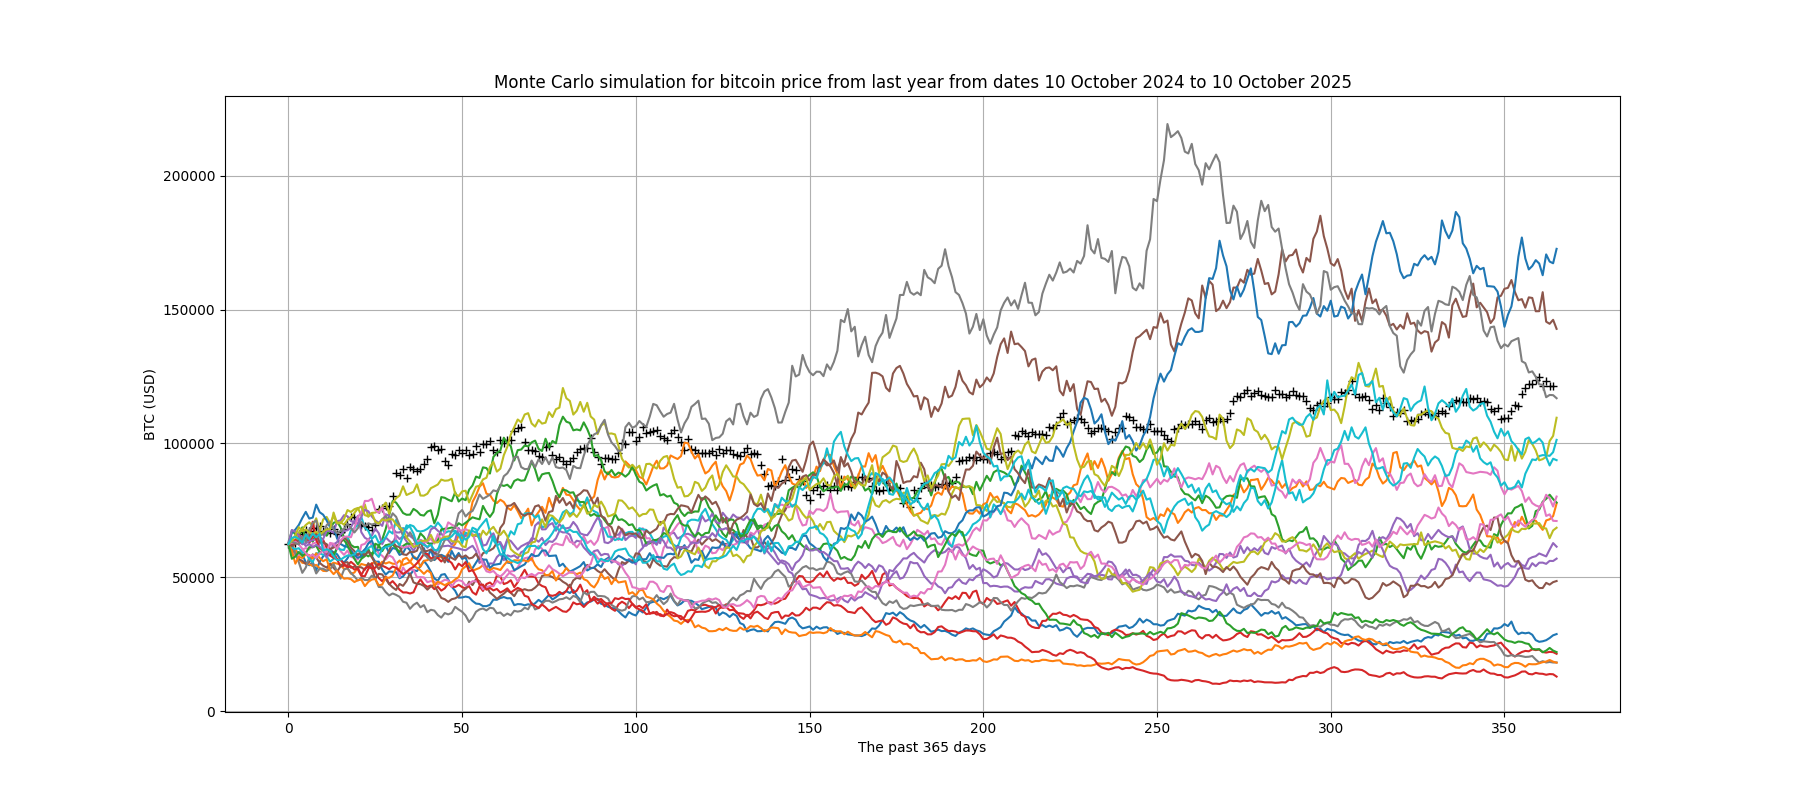 Monte Carlo simulation for bitcoin price from last year from dates 10 October 2024 to 10 October 2025
200000
150000
100000
50000
0
BTC (USD)
0 50 100 150 200 250 300 350
The past 365 days